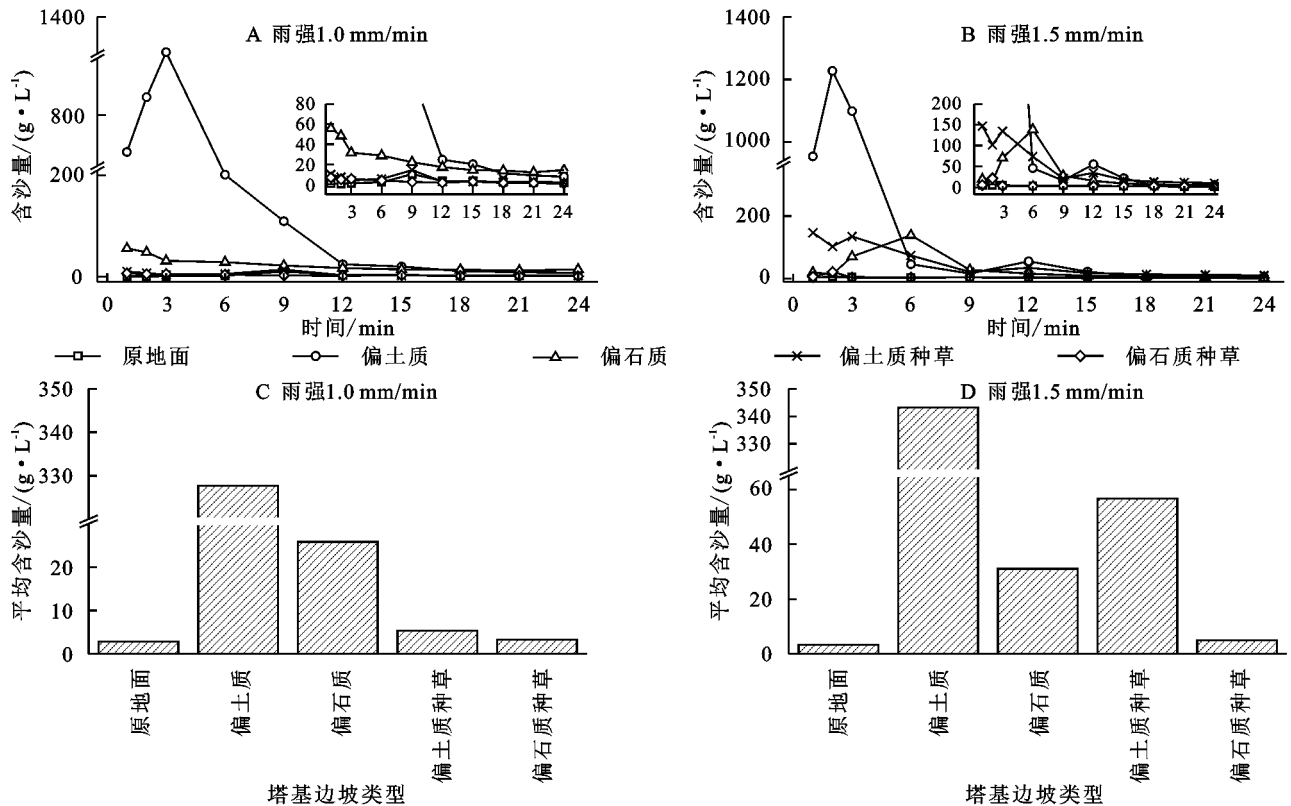 A 雨强1.0 mm/min
含沙量/(g·L⁻¹)
1400
800
200
0
80
60
40
20
0
3 6 9 12 15 18 21 24
0 3 6 9 12 15 18 21 24
时间/min
B 雨强1.5 mm/min
含沙量/(g·L⁻¹)
1400
1200
1000
200
0
200
150
100
50
0
3 6 9 12 15 18 21 24
0 3 6 9 12 15 18 21 24
时间/min
原地面 偏土质 偏石质 偏土质种草 偏石质种草
C 雨强1.0 mm/min
平均含沙量/(g·L⁻¹)
350
340
330
20
10
0
原地面
偏土质
偏石质
偏土质种草
偏石质种草
塔基边坡类型
D 雨强1.5 mm/min
平均含沙量/(g·L⁻¹)
350
340
330
60
40
20
0
原地面
偏土质
偏石质
偏土质种草
偏石质种草
塔基边坡类型